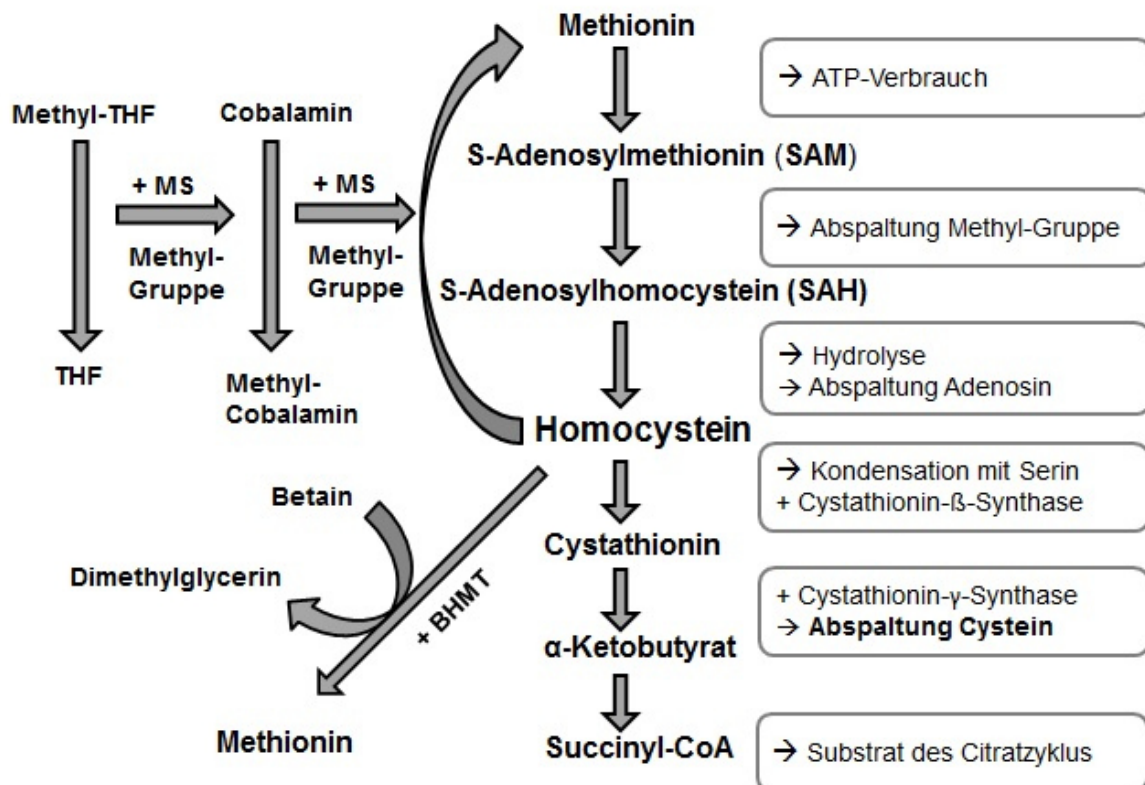 Methionin
→ ATP-Verbrauch
Methyl-THF
Cobalamin
S-Adenosylmethionin (SAM)
+ MS
+ MS
→ Abspaltung Methyl-Gruppe
Methyl-
Gruppe
Methyl-
Gruppe
S-Adenosylhomocystein (SAH)
THF
Methyl-
Cobalamin
→ Hydrolyse
→ Abspaltung Adenosin
Homocystein
→ Kondensation mit Serin
+ Cystathionin-ß-Synthase
Betain
Cystathionin
Dimethylglycerin
+ BHMT
+ Cystathionin-γ-Synthase
→ Abspaltung Cystein
α-Ketobutyrat
Methionin
Succinyl-CoA
→ Substrat des Citratzyklus